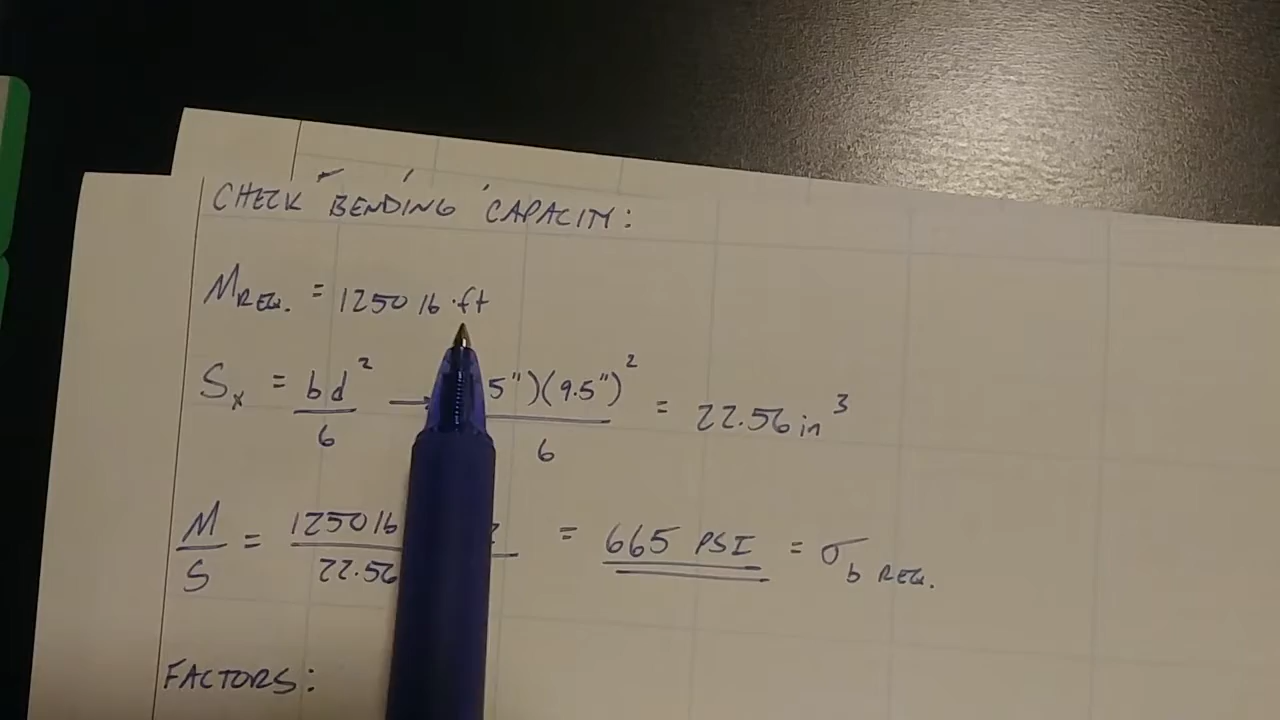 CHECK BENDING CAPACITY:
MREQ. = 1250 lb·ft
Sx = bd² / 6 → 5")(9.5")² / 6 = 22.56 in³
M / S = 1250 lb / 22.56 = 665 PSI = σb REQ.
FACTORS: